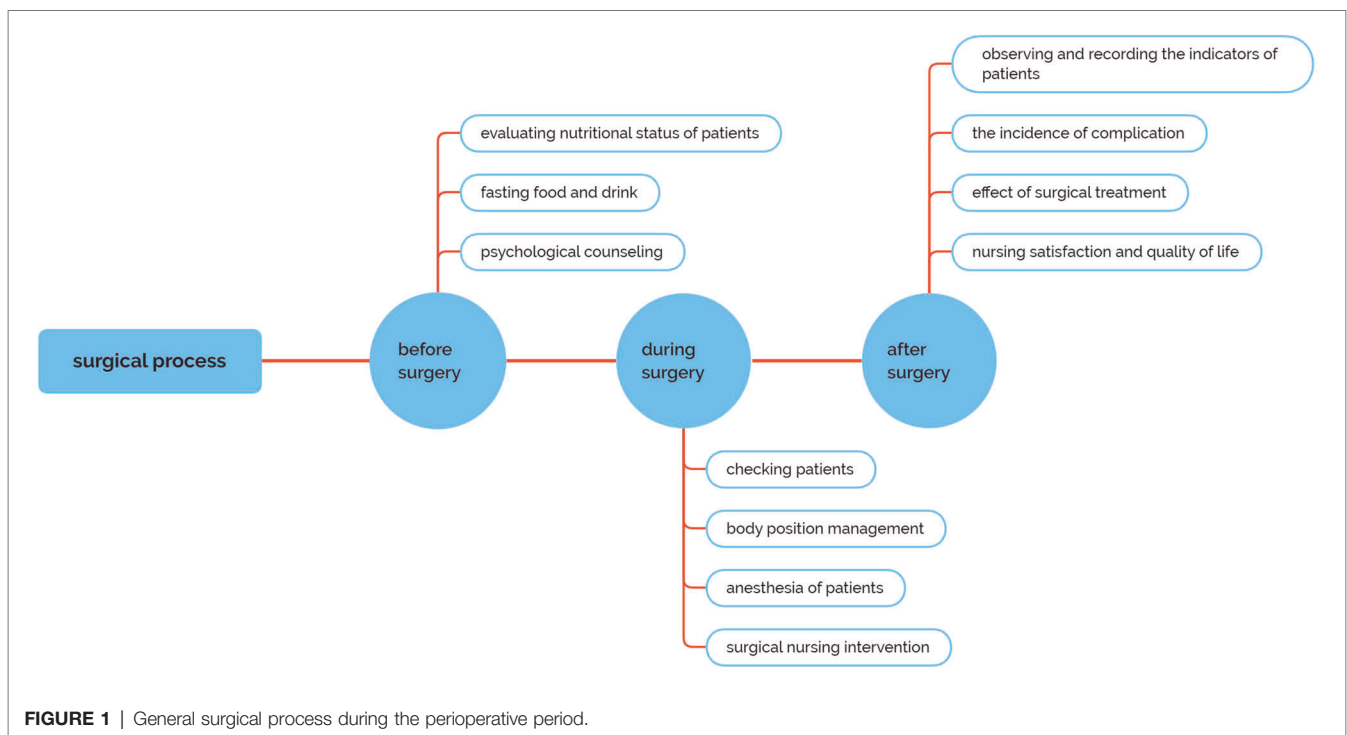 surgical process
before
surgery
evaluating nutritional status of patients
fasting food and drink
psychological counseling
during
surgery
checking patients
body position management
anesthesia of patients
surgical nursing intervention
after
surgery
observing and recording the indicators of
patients
the incidence of complication
effect of surgical treatment
nursing satisfaction and quality of life
FIGURE 1 | General surgical process during the perioperative period.